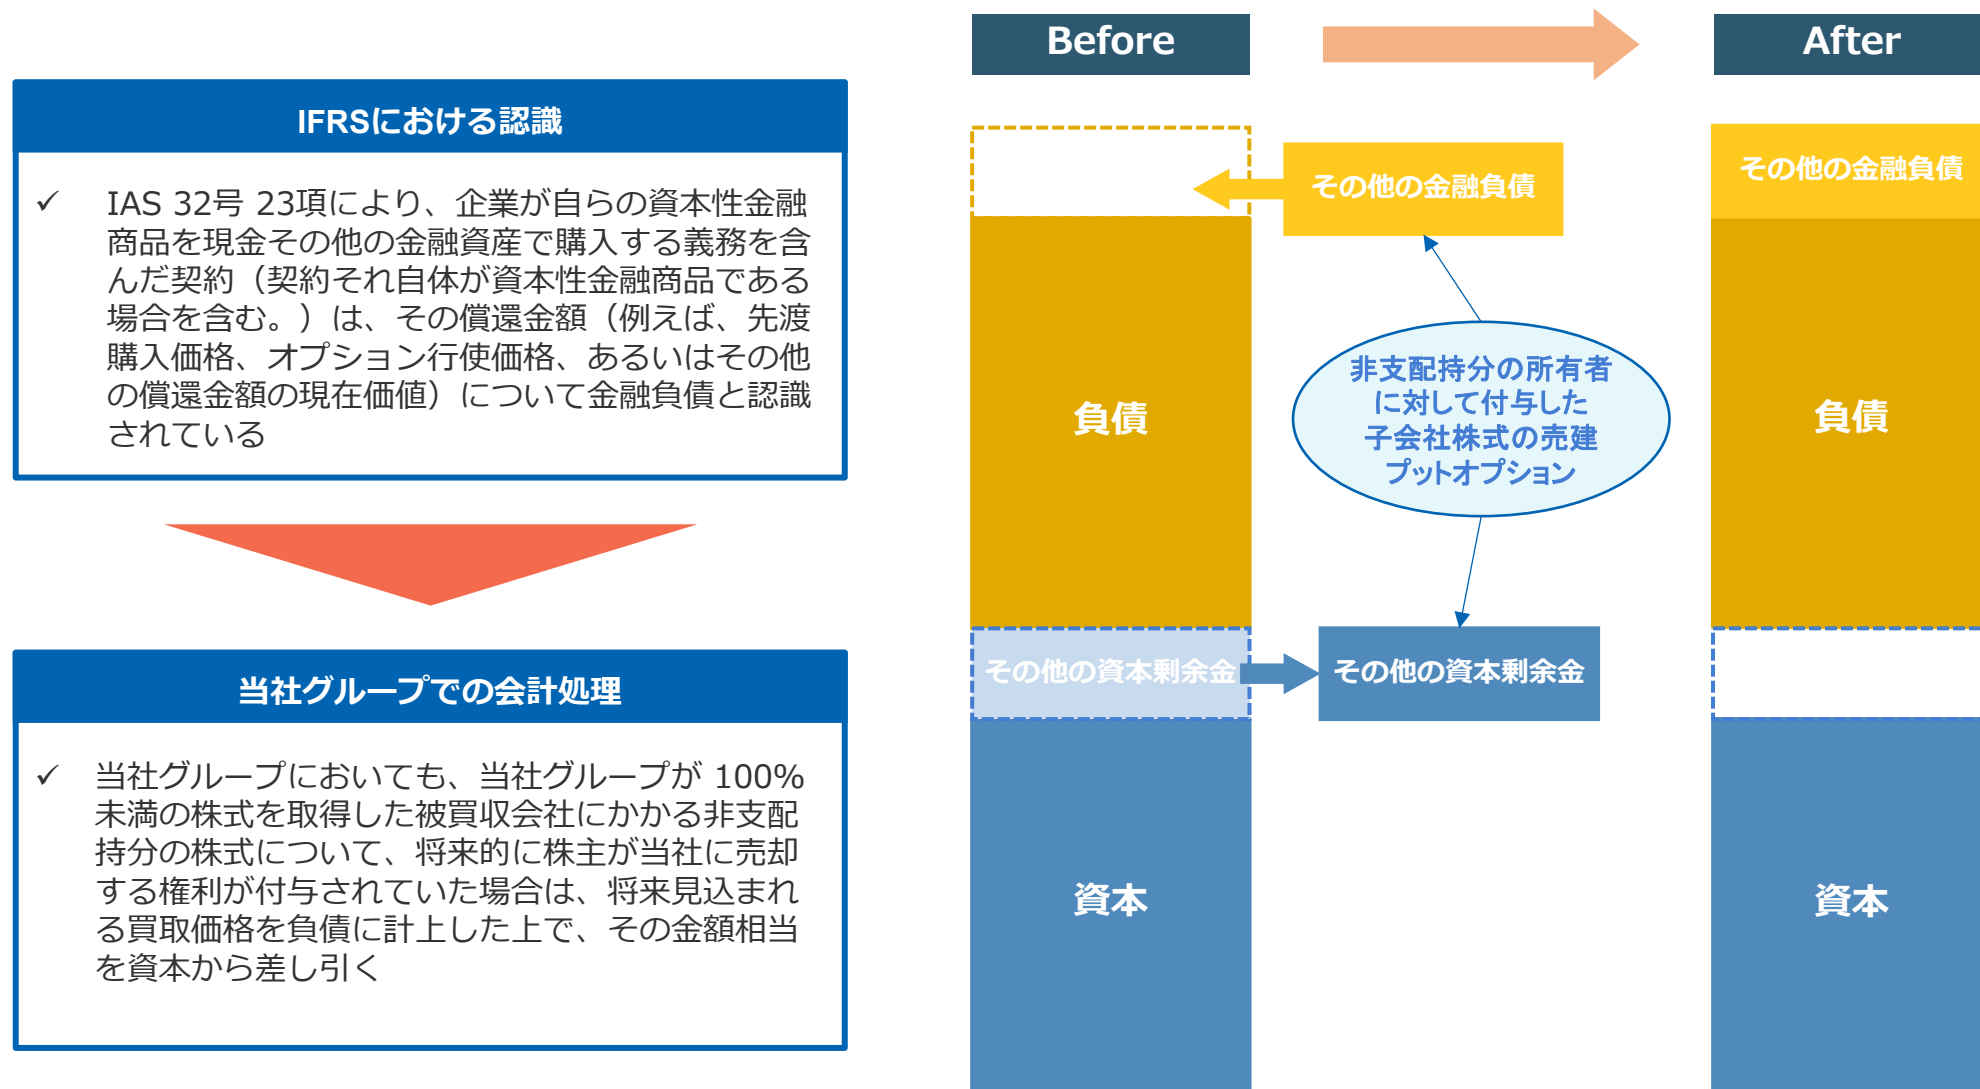 IFRSにおける認識
✓ IAS 32号 23項により、企業が自らの資本性金融
商品を現金その他の金融資産で購入する義務を含
んだ契約（契約それ自体が資本性金融商品である
場合を含む。）は、その償還金額（例えば、先渡
購入価格、オプション行使価格、あるいはその他
の償還金額の現在価値）について金融負債と認識
されている
当社グループでの会計処理
✓ 当社グループにおいても、当社グループが 100%
未満の株式を取得した被買収会社にかかる非支配
持分の株式について、将来的に株主が当社に売却
する権利が付与されていた場合は、将来見込まれ
る買取価格を負債に計上した上で、その金額相当
を資本から差し引く
Before
After
その他の金融負債
その他の金融負債
負債
非支配持分の所有者
に対して付与した
子会社株式の売建
プットオプション
負債
その他の資本剰余金
その他の資本剰余金
資本
資本